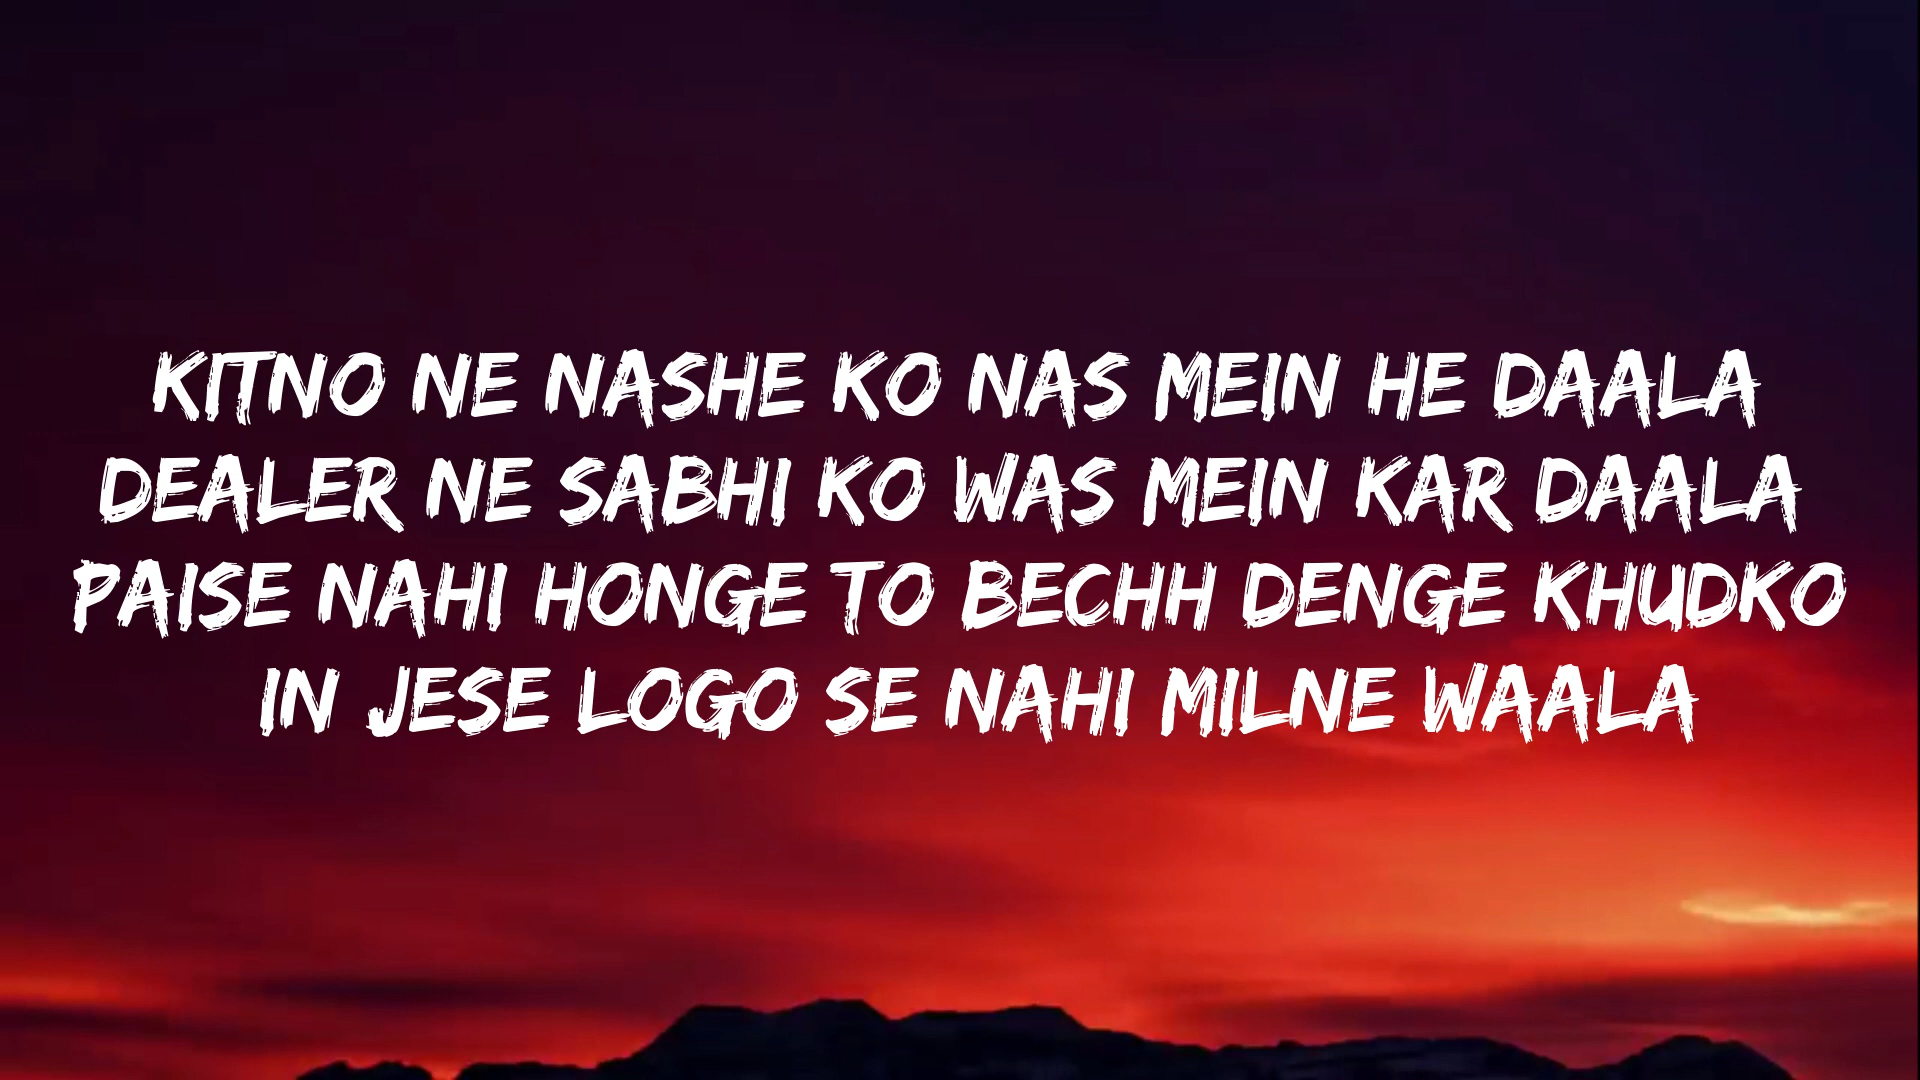 KITNO NE NASHE KO NAS MEIN HE DAALA
DEALER NE SABHI KO WAS MEIN KAR DAALA
PAISE NAHI HONGE TO BECHH DENGE KHUDKO
IN JESE LOGO SE NAHI MILNE WAALA